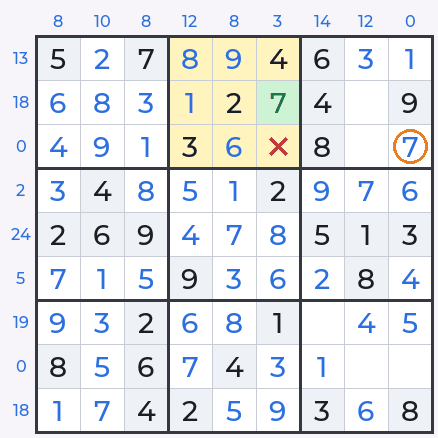 8 10 8 12 8 3 14 12 0
13 5 2 7 8 9 4 6 3 1
18 6 8 3 1 2 7 4 9
0 4 9 1 3 6 8 7
2 3 4 8 5 1 2 9 7 6
24 2 6 9 4 7 8 5 1 3
5 7 1 5 9 3 6 2 8 4
19 9 3 2 6 8 1 4 5
0 8 5 6 7 4 3 1
18 1 7 4 2 5 9 3 6 8